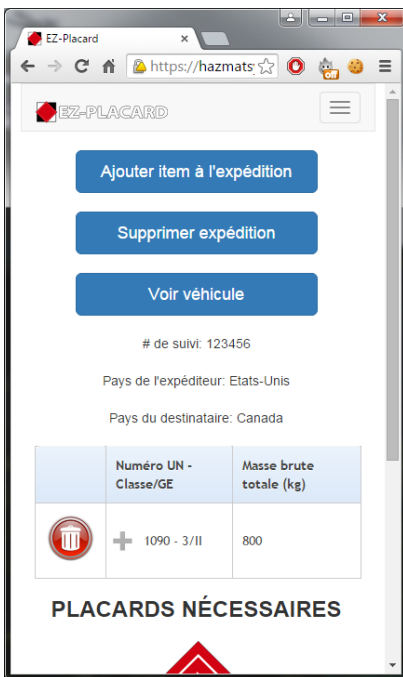 EZ-Placard
https://hazmats
off
EZ-PLACARD
Ajouter item à l'expédition
Supprimer expédition
Voir véhicule
# de suivi: 123456
Pays de l'expéditeur: Etats-Unis
Pays du destinataire: Canada
Numéro UN - Classe/GE
Masse brute totale (kg)
1090 - 3/II
800
PLACARDS NÉCESSAIRES